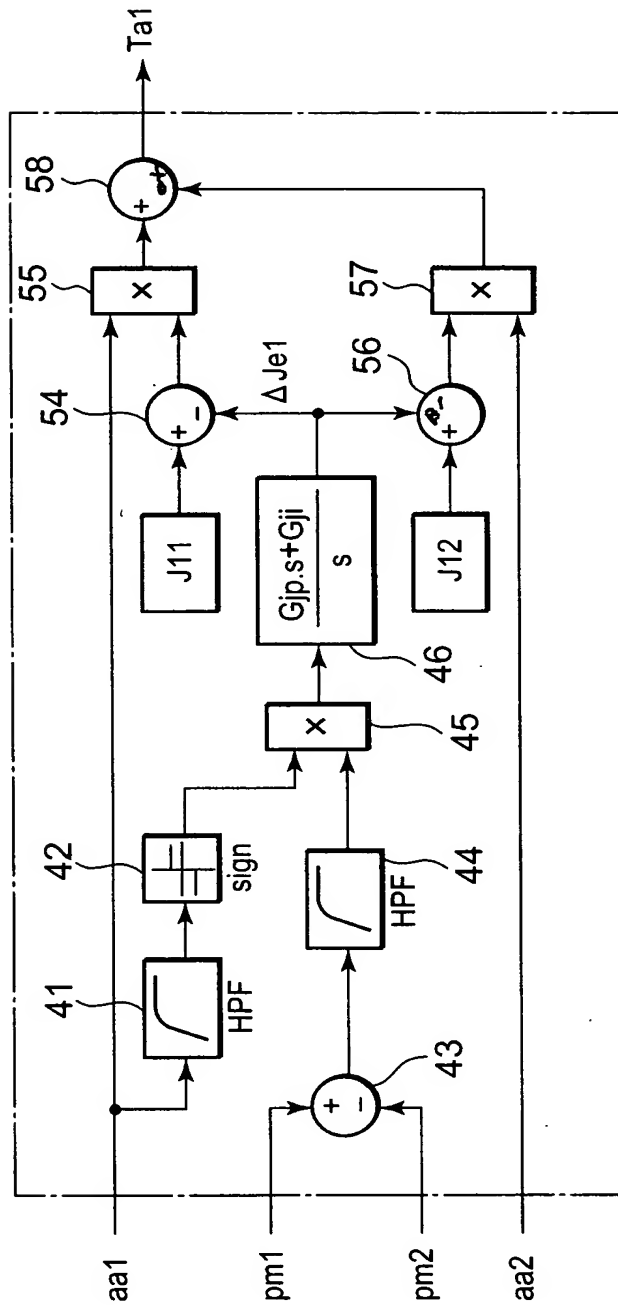 aa1
pm1
pm2
aa2
41
HPF
42
sign
43
44
HPF
45
×
46
Gjp.s+Gji
s
J11
J12
ΔJe1
54
+
-
55
×
56
+
-
57
×
58
+
+
+
-
Ta1